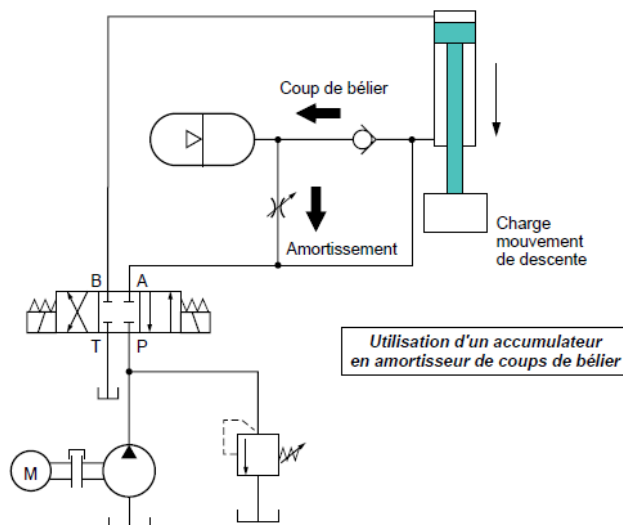 Coup de bélier
Amortissement
Charge
mouvement
de descente
B A
T P
Utilisation d'un accumulateur
en amortisseur de coups de bélier
M